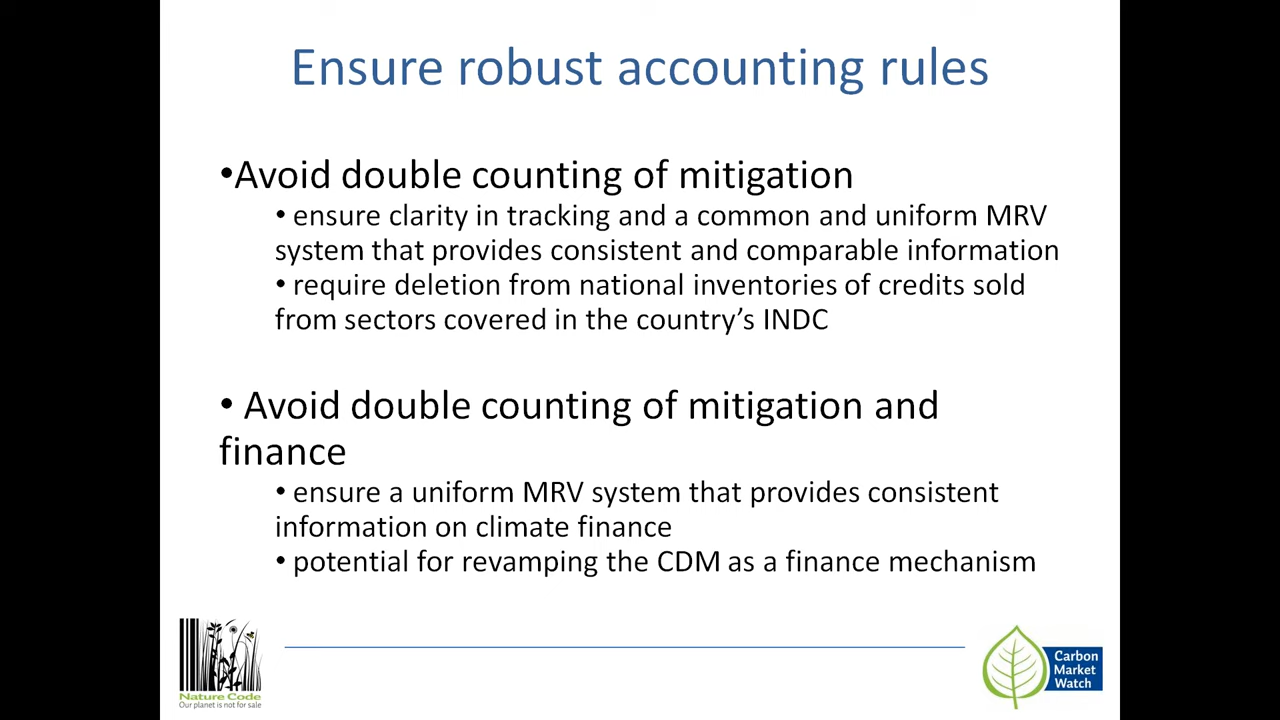 Ensure robust accounting rules
•Avoid double counting of mitigation
• ensure clarity in tracking and a common and uniform MRV
system that provides consistent and comparable information
• require deletion from national inventories of credits sold
from sectors covered in the country’s INDC
• Avoid double counting of mitigation and
finance
• ensure a uniform MRV system that provides consistent
information on climate finance
• potential for revamping the CDM as a finance mechanism
Nature Code
Our planet is not for sale
Carbon
Market
Watch